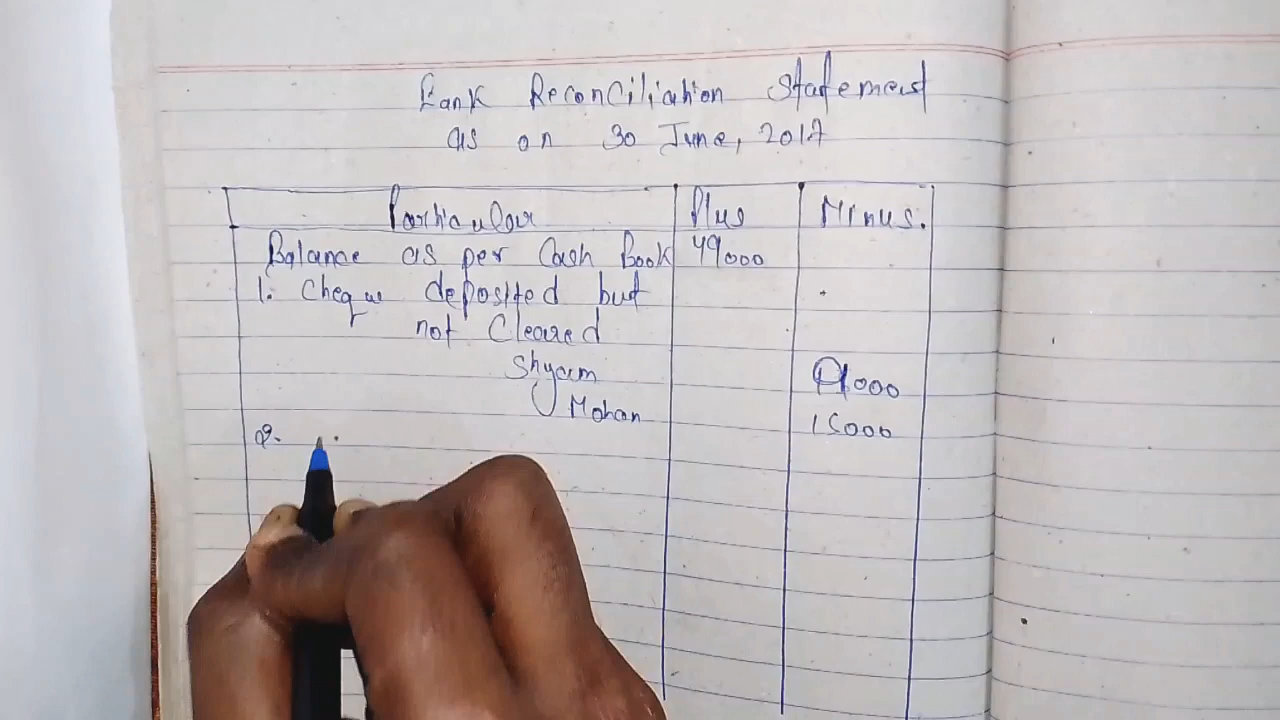 Bank Reconciliation Statement
as on 30 June, 2017
Particular Plus Minus.
Balance as per Cash Book 49000
1. Cheque deposited but
not Cleared
Shyam
Mohan 15000
2.